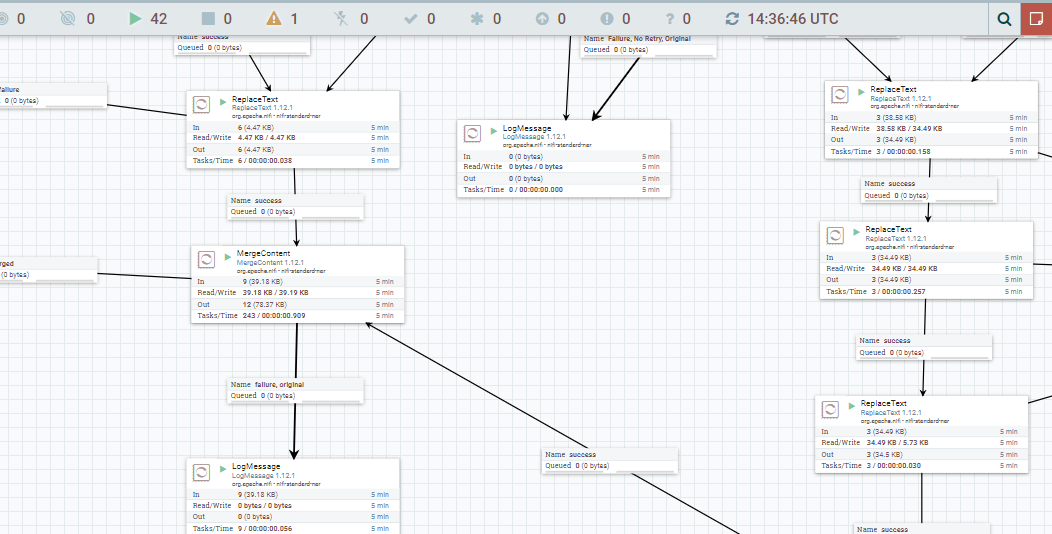 0 0 42 0 1 0 0 0 0 0 0 14:36:46 UTC
Name success
Queued 0 (0 bytes)
Name Failure, No Retry, Original
Queued 0 (0 bytes)
failure
0 (0 bytes)
ReplaceText
ReplaceText 1.12.1
org.apache.nifi - nifi-standard-nar
In 6 (4.47 KB) 5 min
Read/Write 4.47 KB / 4.47 KB 5 min
Out 6 (4.47 KB) 5 min
Tasks/Time 6 / 00:00:00.038 5 min
LogMessage
LogMessage 1.12.1
org.apache.nifi - nifi-standard-nar
In 0 (0 bytes) 5 min
Read/Write 0 bytes / 0 bytes 5 min
Out 0 (0 bytes) 5 min
Tasks/Time 0 / 00:00:00.000 5 min
ReplaceText
ReplaceText 1.12.1
org.apache.nifi - nifi-standard-nar
In 3 (38.58 KB) 5 min
Read/Write 38.58 KB / 34.49 KB 5 min
Out 3 (34.49 KB) 5 min
Tasks/Time 3 / 00:00:00.158 5 min
Name success
Queued 0 (0 bytes)
Name success
Queued 0 (0 bytes)
MergeContent
MergeContent 1.12.1
org.apache.nifi - nifi-standard-nar
In 9 (39.18 KB) 5 min
Read/Write 39.18 KB / 39.19 KB 5 min
Out 12 (78.37 KB) 5 min
Tasks/Time 243 / 00:00:00.909 5 min
rged
(0 bytes)
ReplaceText
ReplaceText 1.12.1
org.apache.nifi - nifi-standard-nar
In 3 (34.49 KB) 5 min
Read/Write 34.49 KB / 34.49 KB 5 min
Out 3 (34.49 KB) 5 min
Tasks/Time 3 / 00:00:00.257 5 min
Name success
Queued 0 (0 bytes)
Name failure, original
Queued 0 (0 bytes)
ReplaceText
ReplaceText 1.12.1
org.apache.nifi - nifi-standard-nar
In 3 (34.49 KB) 5 min
Read/Write 34.49 KB / 5.73 KB 5 min
Out 3 (34.5 KB) 5 min
Tasks/Time 3 / 00:00:00.030 5 min
Name success
Queued 0 (0 bytes)
LogMessage
LogMessage 1.12.1
org.apache.nifi - nifi-standard-nar
In 9 (39.18 KB) 5 min
Read/Write 0 bytes / 0 bytes 5 min
Out 0 (0 bytes) 5 min
Tasks/Time 9 / 00:00:00.056 5 min
Name success